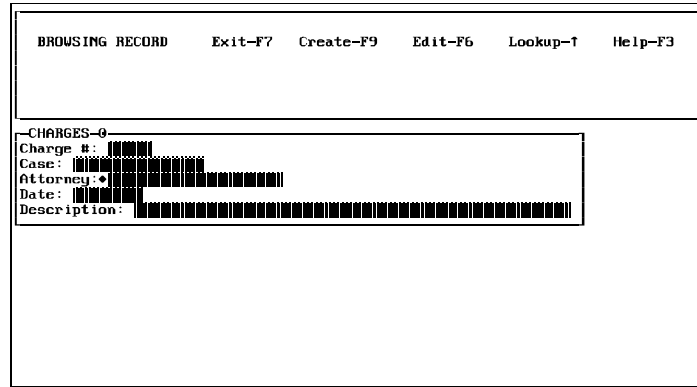 BROWSING RECORD Exit-F7 Create-F9 Edit-F6 Lookup-↑ Help-F3
CHARGES-0
Charge #:
Case:
Attorney:◆
Date:
Description: